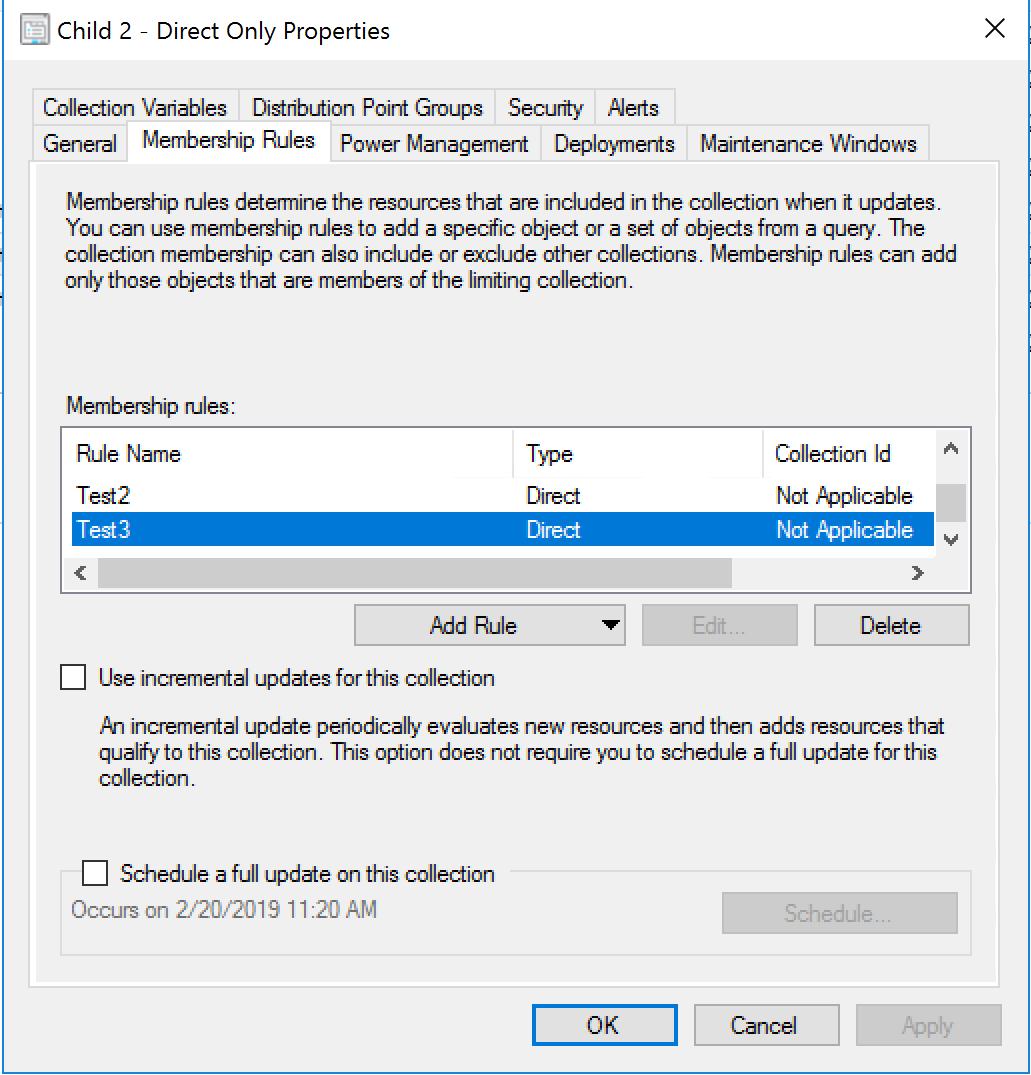 Child 2 - Direct Only Properties
Collection Variables Distribution Point Groups Security Alerts
General Membership Rules Power Management Deployments Maintenance Windows
Membership rules determine the resources that are included in the collection when it updates.
You can use membership rules to add a specific object or a set of objects from a query. The
collection membership can also include or exclude other collections. Membership rules can add
only those objects that are members of the limiting collection.
Membership rules:
Rule Name Type Collection Id
Test2 Direct Not Applicable
Test3 Direct Not Applicable
Add Rule Edit... Delete
Use incremental updates for this collection
An incremental update periodically evaluates new resources and then adds resources that
qualify to this collection. This option does not require you to schedule a full update for this
collection.
Schedule a full update on this collection
Occurs on 2/20/2019 11:20 AM
Schedule...
OK Cancel Apply